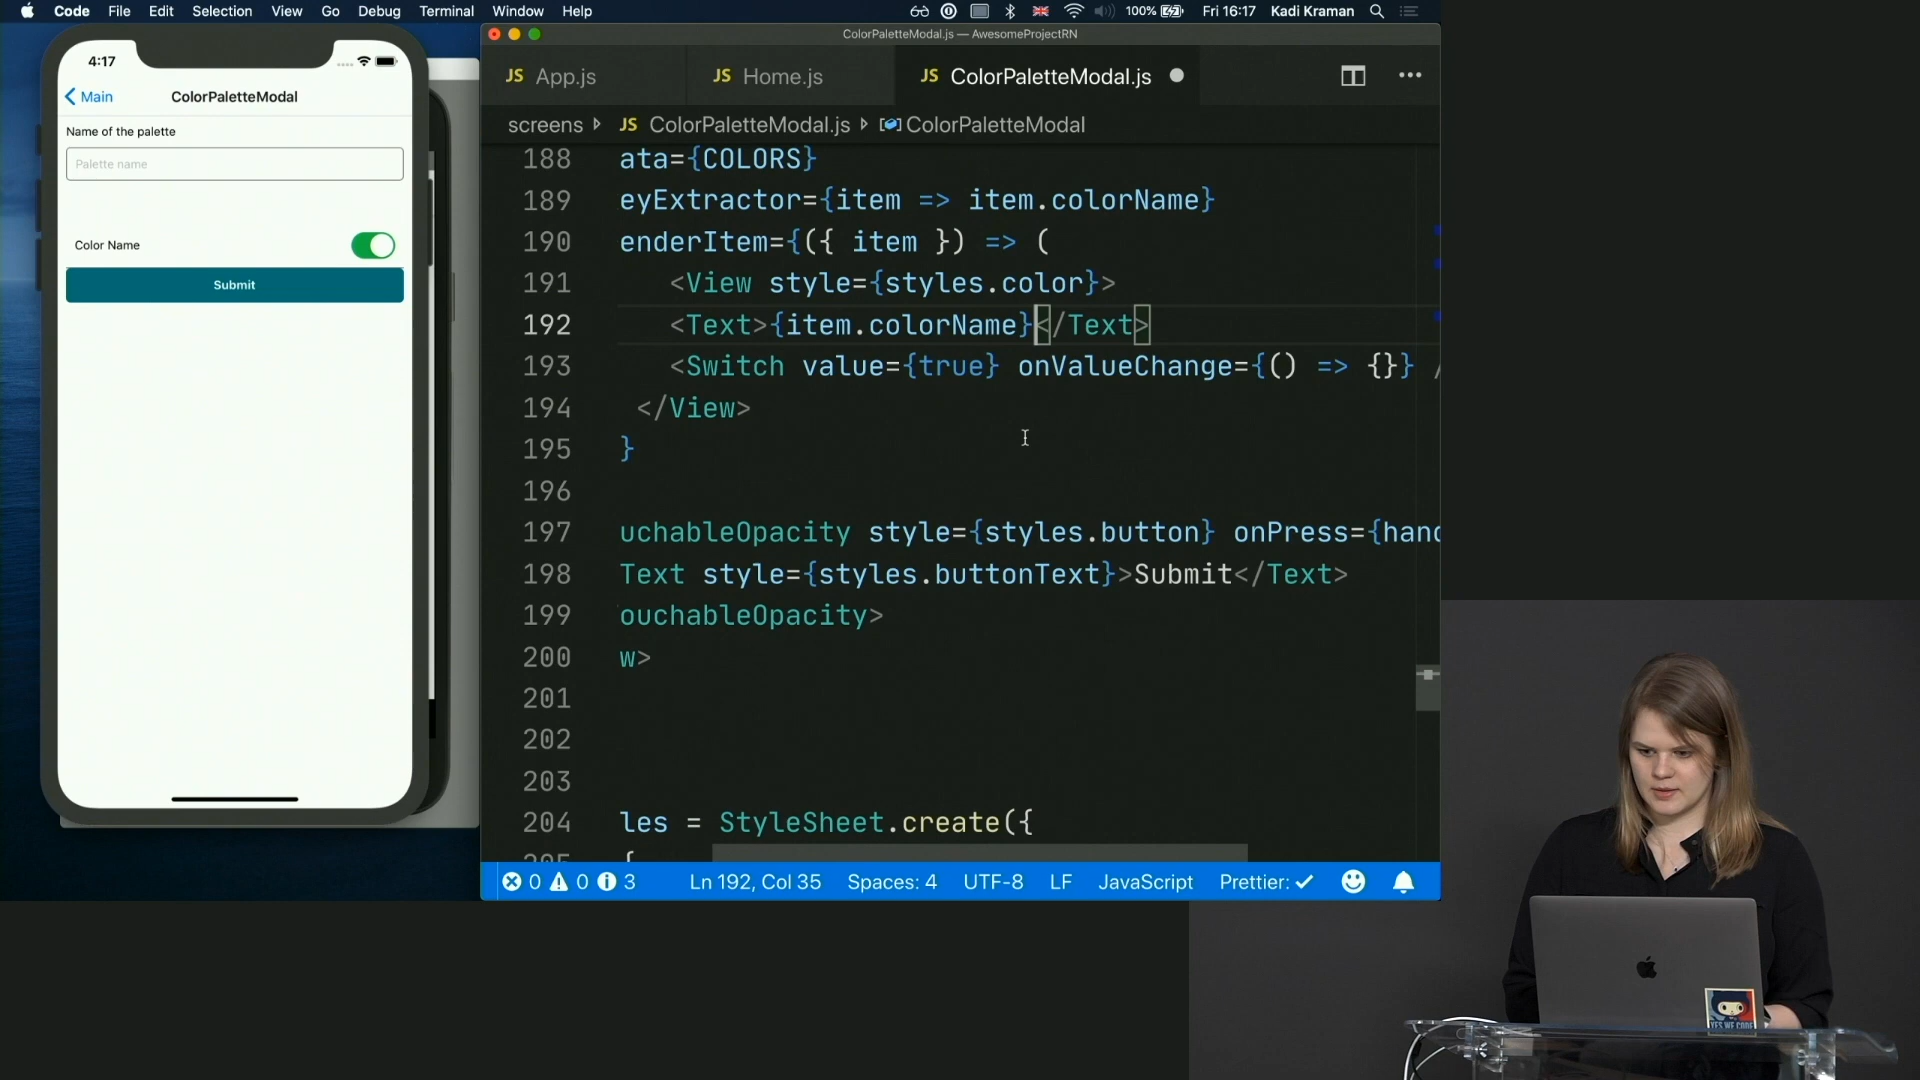 Code File Edit Selection View Go Debug Terminal Window Help
100% Fri 16:17 Kadi Kraman
ColorPaletteModal.js — AwesomeProjectRN
4:17
Main
ColorPaletteModal
Name of the palette
Palette name
Color Name
Submit
JS App.js
JS Home.js
JS ColorPaletteModal.js
screens JS ColorPaletteModal.js ColorPaletteModal
188 ata={COLORS}
189 eyExtractor={item => item.colorName}
190 enderItem={({ item }) => (
191 <View style={styles.color}>
192 <Text>{item.colorName}</Text>
193 <Switch value={true} onValueChange={() => {}} /
194 </View>
195 }
196
197 uchableOpacity style={styles.button} onPress={hand
198 Text style={styles.buttonText}>Submit</Text>
199 ouchableOpacity>
200 w>
201
202
203
204 les = StyleSheet.create({
205 {
0 0 3 Ln 192, Col 35 Spaces: 4 UTF-8 LF JavaScript Prettier: ✓
YES WE CODE